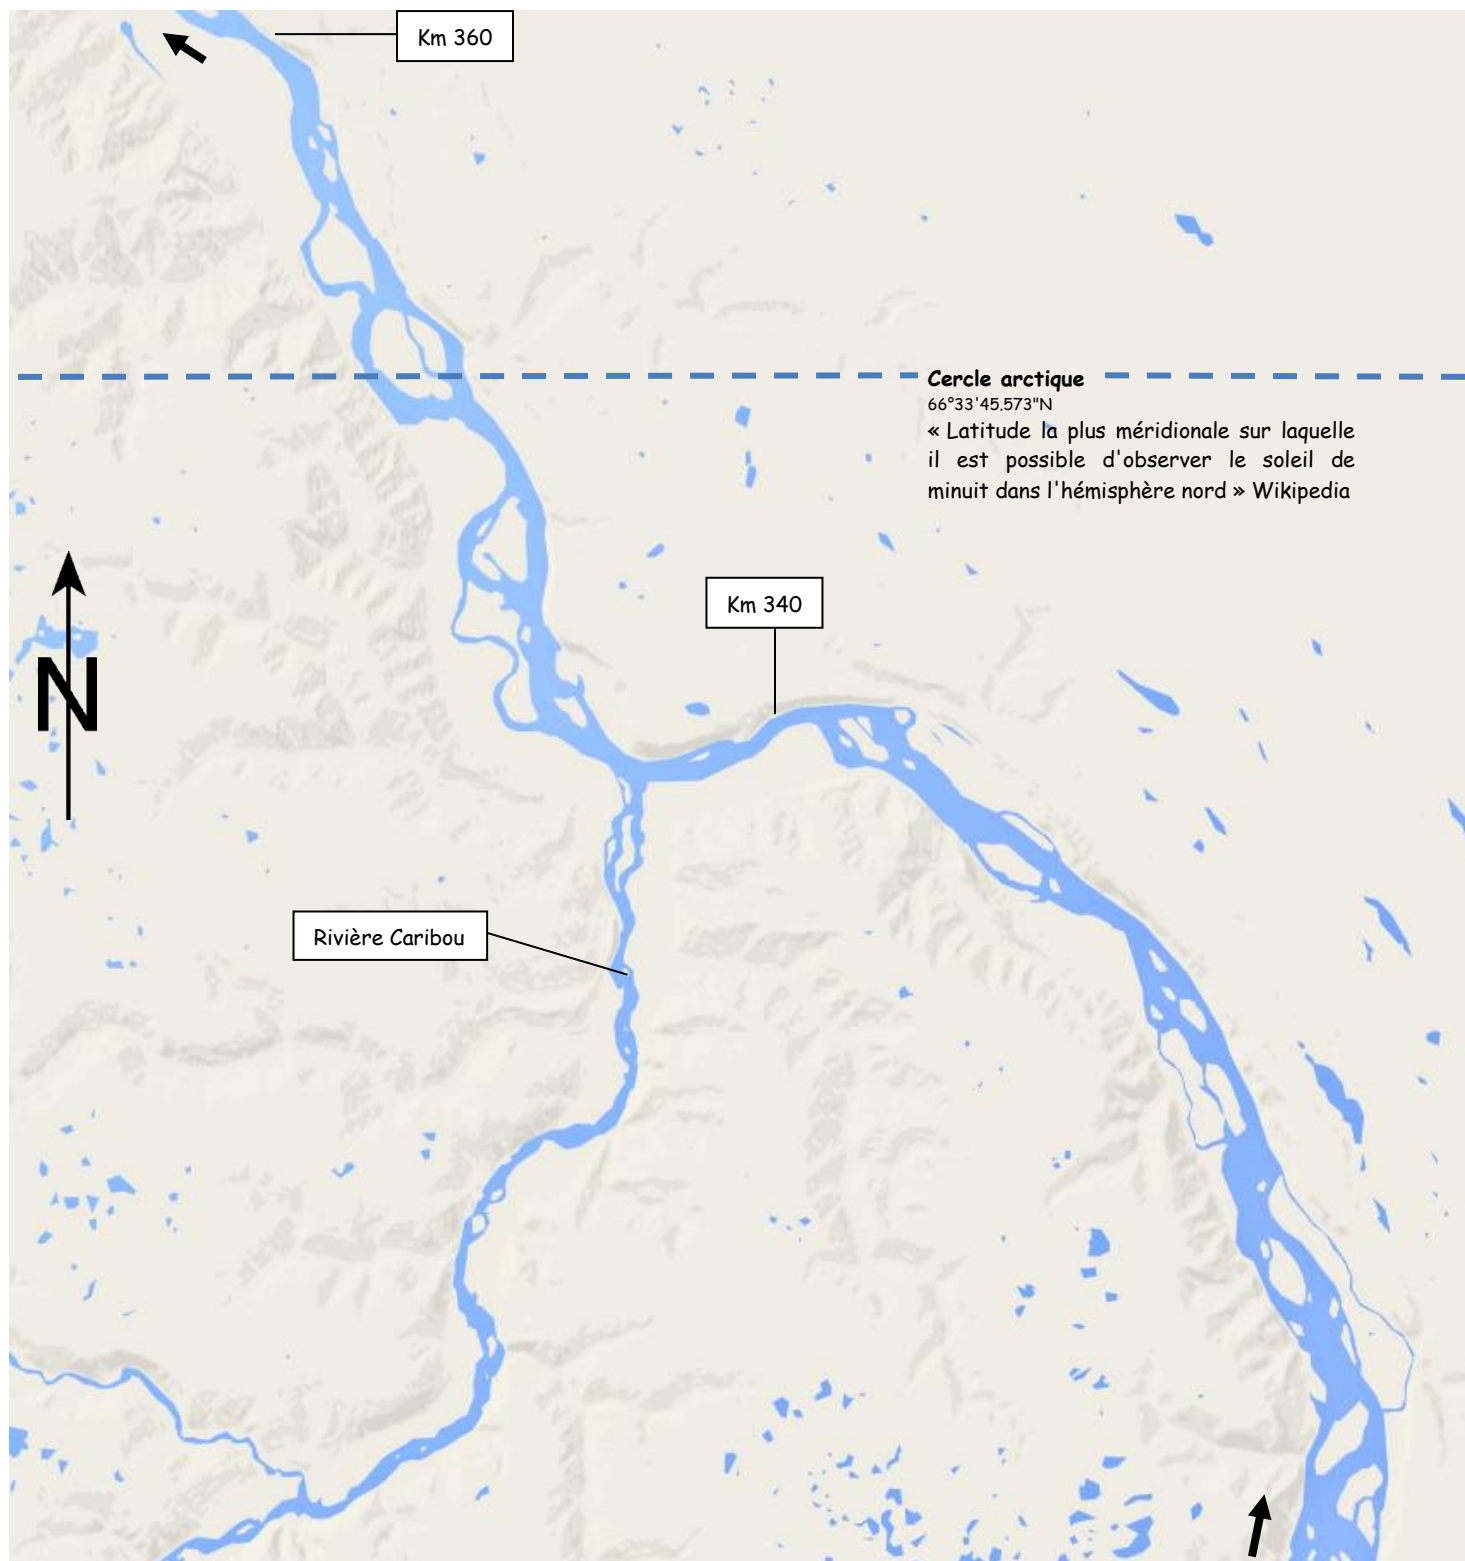 Km 360
Cercle arctique
66°33'45.573"N
« Latitude la plus méridionale sur laquelle
il est possible d'observer le soleil de
minuit dans l'hémisphère nord » Wikipedia
Km 340
N
Rivière Caribou